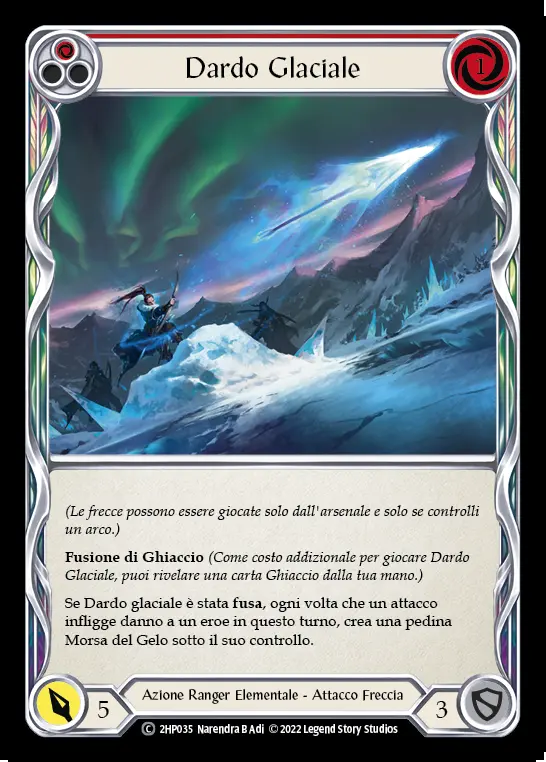 Dardo Glaciale
1
(Le frecce possono essere giocate solo dall'arsenale e solo se controlli
un arco.)
Fusione di Ghiaccio (Come costo addizionale per giocare Dardo
Glaciale, puoi rivelare una carta Ghiaccio dalla tua mano.)
Se Dardo glaciale è stata fusa, ogni volta che un attacco
infligge danno a un eroe in questo turno, crea una pedina
Morsa del Gelo sotto il suo controllo.
5
Azione Ranger Elementale - Attacco Freccia
3
C 2HP035 Narendra B Adi © 2022 Legend Story Studios